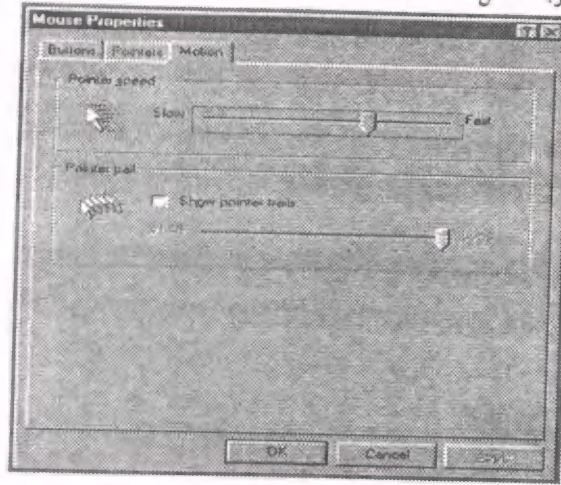 Mouse Properties
Buttons Pointers Motion
Pointer speed
Slow Fast
Pointer trail
Show pointer trails
OK Cancel